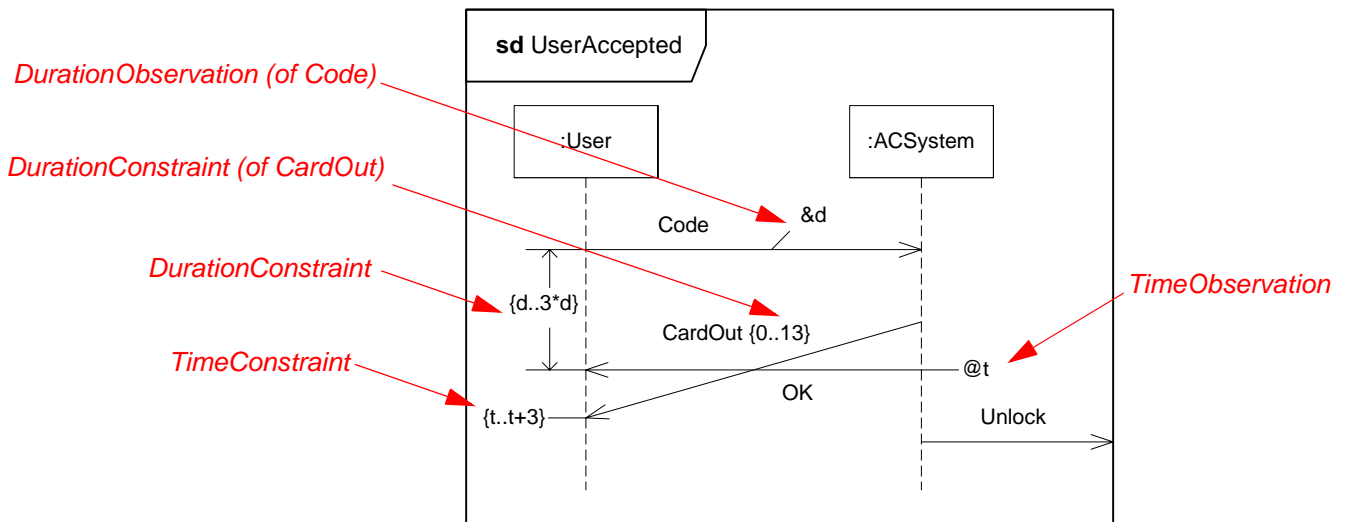 sd UserAccepted
DurationObservation (of Code)
:User
:ACSystem
DurationConstraint (of CardOut)
&d
Code
DurationConstraint
TimeObservation
{d..3*d}
CardOut {0..13}
TimeConstraint
@t
OK
{t..t+3}
Unlock